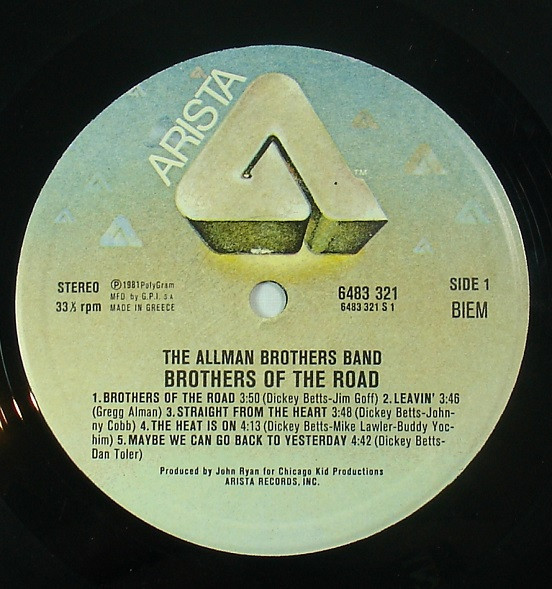 ARISTA
TM
STEREO
33⅓ rpm
℗1981 PolyGram
MFD by G.P.I. SA
MADE IN GREECE
6483 321
6483 321 S 1
SIDE 1
BIEM
THE ALLMAN BROTHERS BAND
BROTHERS OF THE ROAD
1.BROTHERS OF THE ROAD 3:50 (Dickey Betts-Jim Goff) 2.LEAVIN' 3:46
(Gregg Alman) 3.STRAIGHT FROM THE HEART 3:48 (Dickey Betts-John-
ny Cobb) 4.THE HEAT IS ON 4:13 (Dickey Betts-Mike Lawler-Buddy Yoc-
him) 5.MAYBE WE CAN GO BACK TO YESTERDAY 4:42 (Dickey Betts-
Dan Toler)
Produced by John Ryan for Chicago Kid Productions
ARISTA RECORDS, INC.